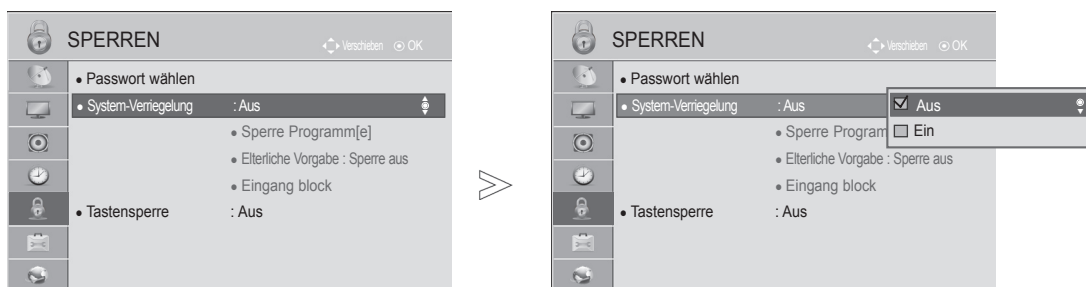 SPERREN
Verschieben OK
• Passwort wählen
• System-Verriegelung : Aus
• Sperre Programm[e]
• Elterliche Vorgabe : Sperre aus
• Eingang block
• Tastensperre : Aus
SPERREN
Verschieben OK
• Passwort wählen
• System-Verriegelung : Aus
Aus
• Sperre Program
Ein
• Elterliche Vorgabe : Sperre aus
• Eingang block
• Tastensperre : Aus